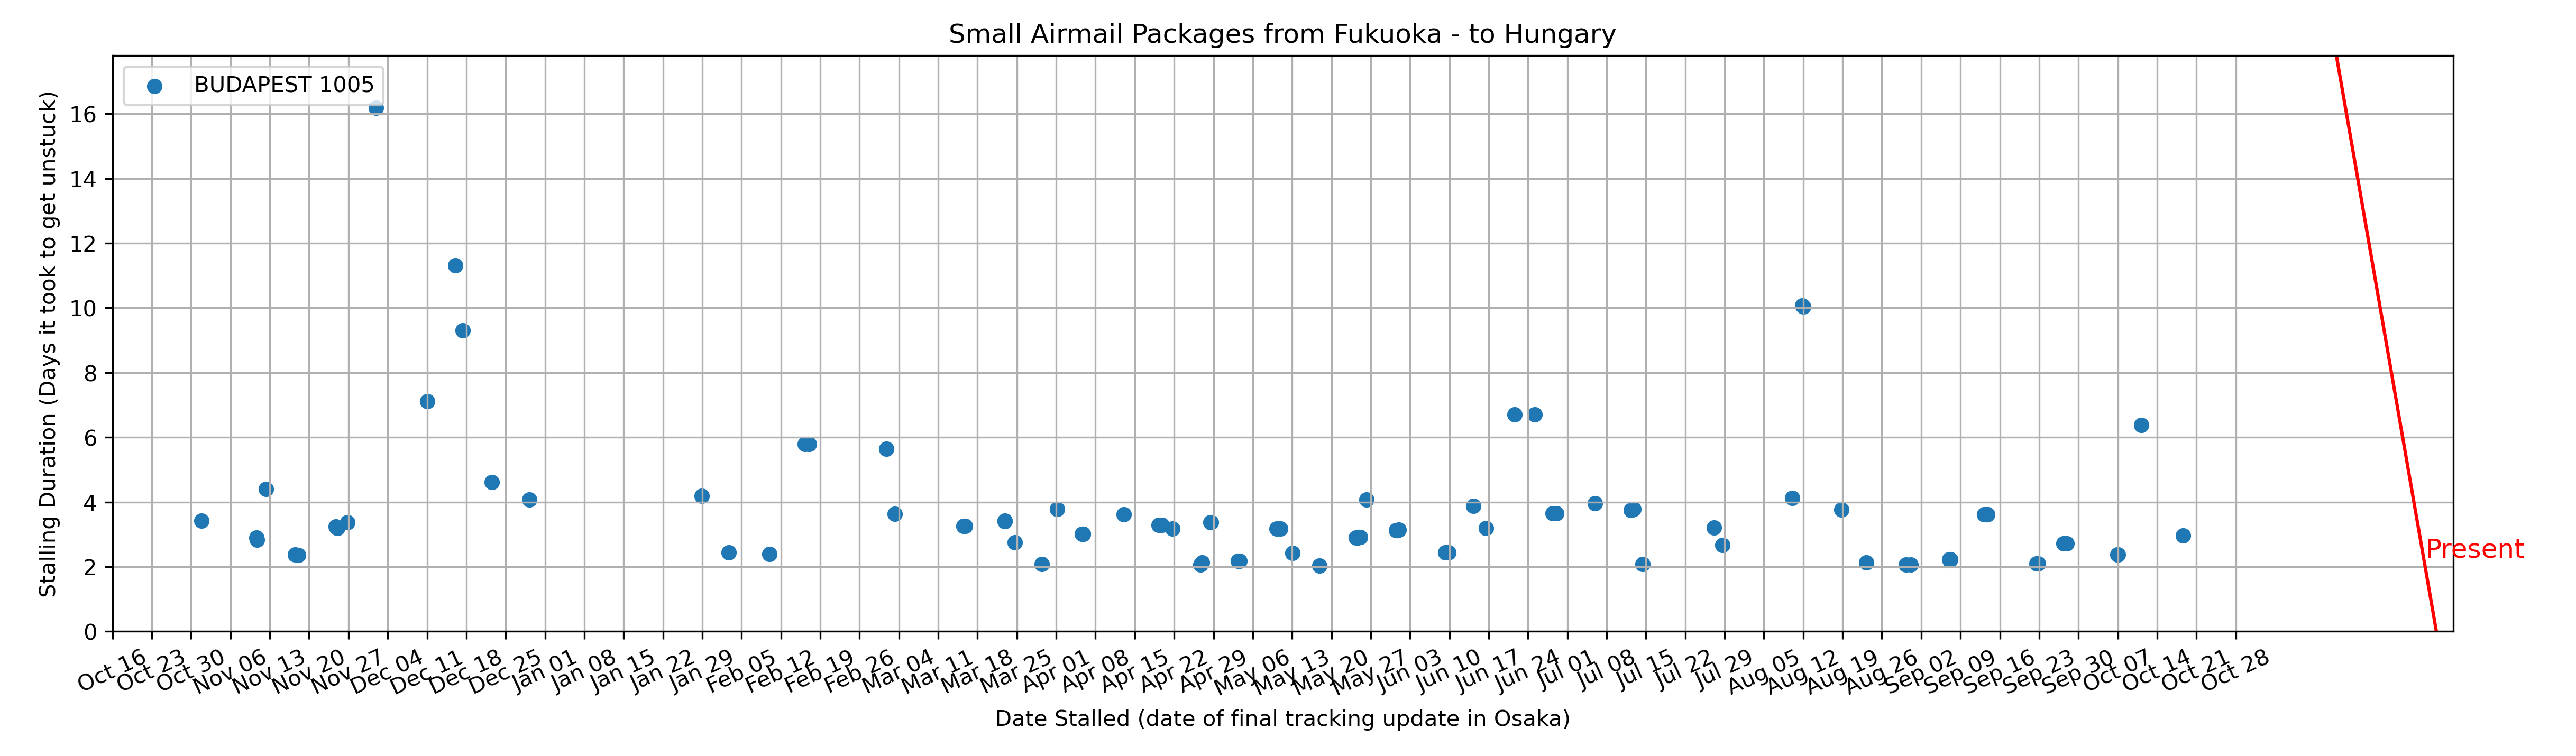 Small Airmail Packages from Fukuoka - to Hungary
BUDAPEST 1005
Stalling Duration (Days it took to get unstuck)
16
14
12
10
8
6
4
2
0
Present
Oct 16
Oct 23
Oct 30
Nov 06
Nov 13
Nov 20
Nov 27
Dec 04
Dec 11
Dec 18
Dec 25
Jan 01
Jan 08
Jan 15
Jan 22
Jan 29
Feb 05
Feb 12
Feb 19
Feb 26
Mar 04
Mar 11
Mar 18
Mar 25
Apr 01
Apr 08
Apr 15
Apr 22
Apr 29
May 06
May 13
May 20
May 27
Jun 03
Jun 10
Jun 17
Jun 24
Jul 01
Jul 08
Jul 15
Jul 22
Jul 29
Aug 05
Aug 12
Aug 19
Aug 26
Sep 02
Sep 09
Sep 16
Sep 23
Sep 30
Oct 07
Oct 14
Oct 21
Oct 28
Date Stalled (date of final tracking update in Osaka)